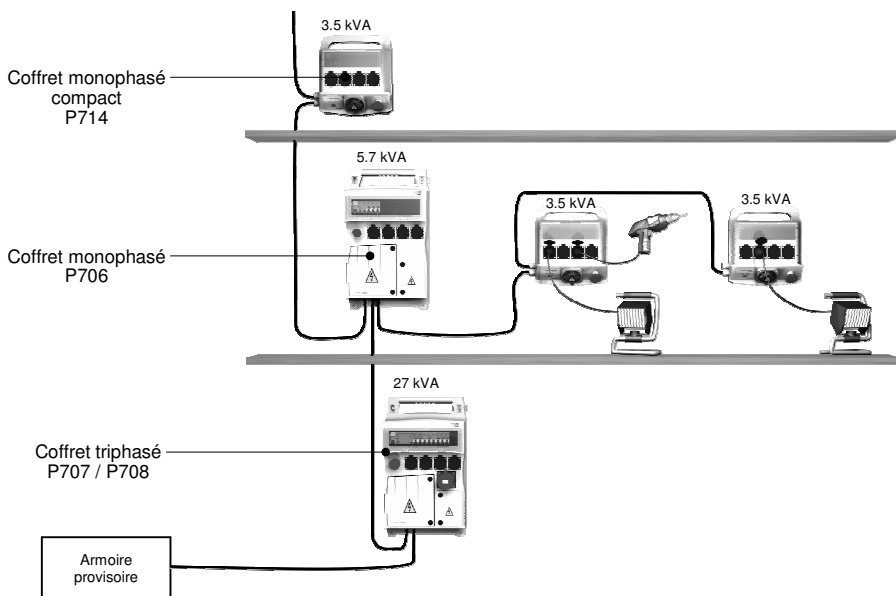 3.5 kVA
Coffret monophasé
compact
P714
5.7 kVA
3.5 kVA
3.5 kVA
Coffret monophasé
P706
27 kVA
Coffret triphasé
P707 / P708
Armoire
provisoire